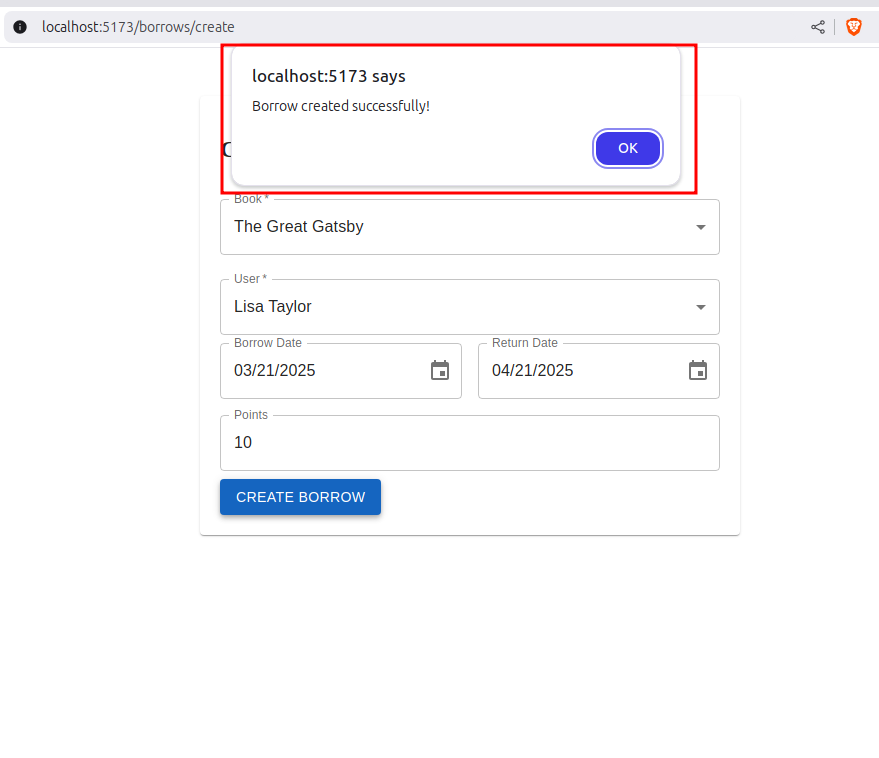 localhost:5173/borrows/create
localhost:5173 says
Borrow created successfully!
OK
Book *
The Great Gatsby
User *
Lisa Taylor
Borrow Date
Return Date
03/21/2025
04/21/2025
Points
10
CREATE BORROW